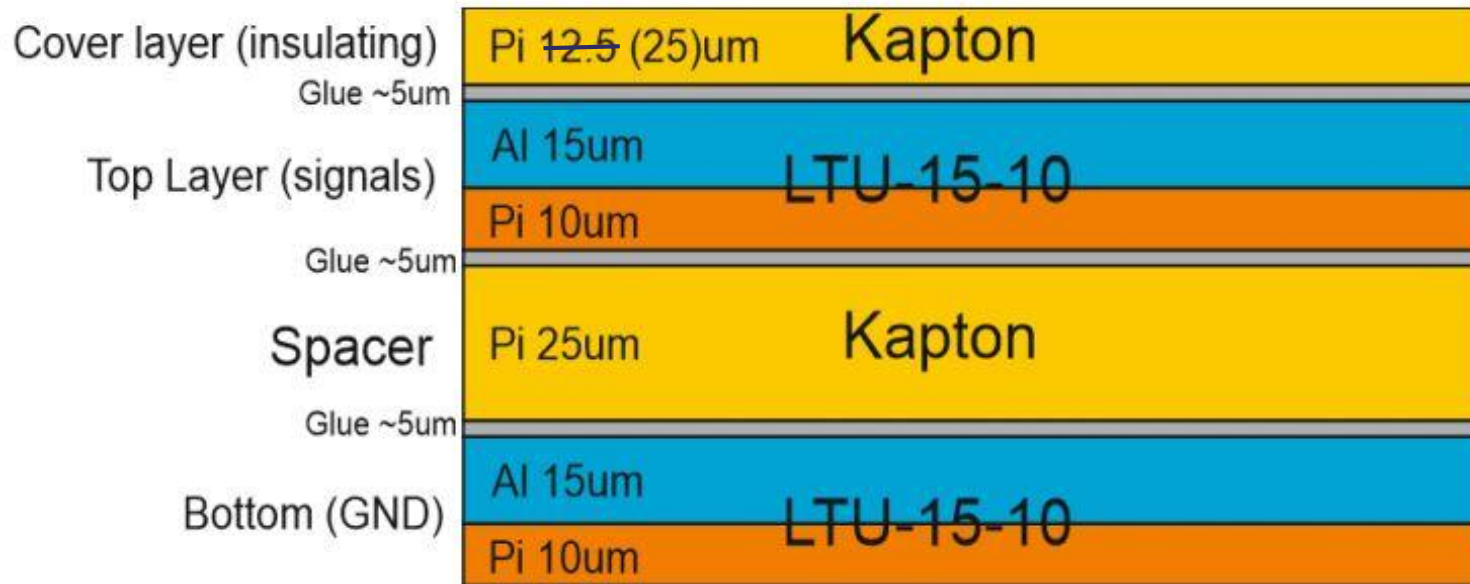 Cover layer (insulating) Pi 12.5 (25)um Kapton
Glue ~5um
Al 15um
Top Layer (signals) LTU-15-10
Pi 10um
Glue ~5um
Spacer Pi 25um Kapton
Glue ~5um
Al 15um
Bottom (GND) LTU-15-10
Pi 10um